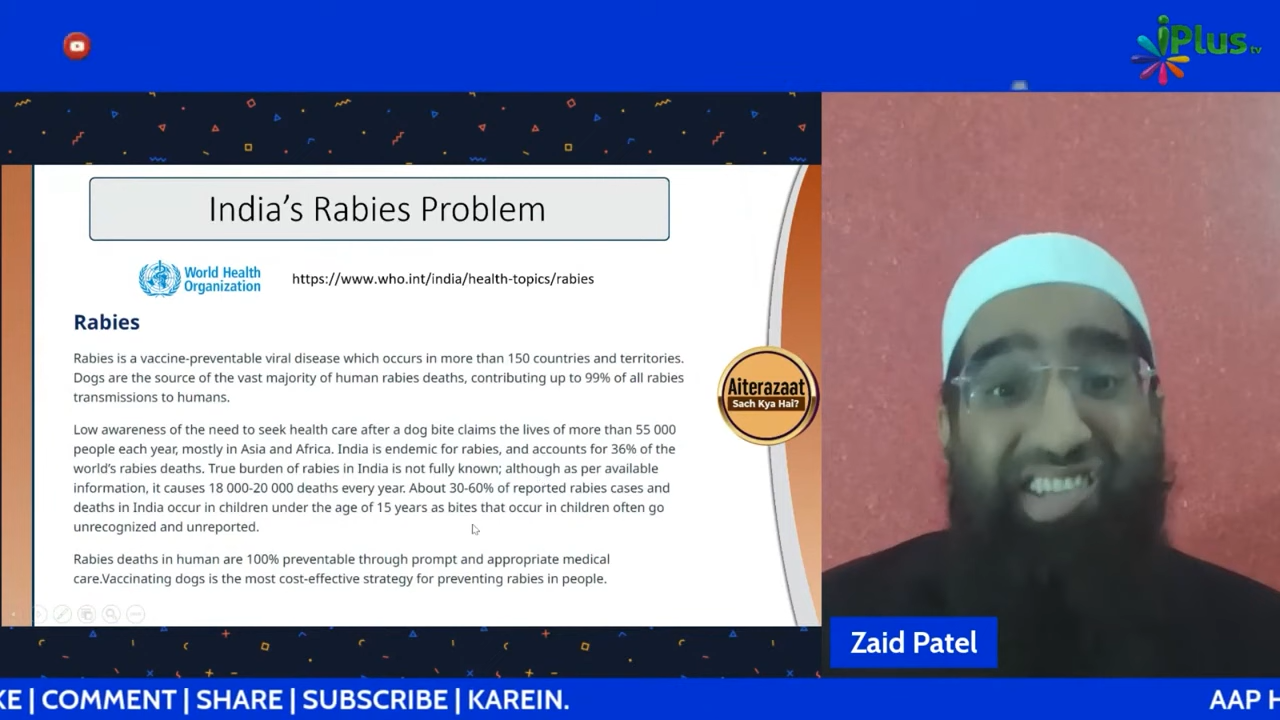 iPlus tv
India's Rabies Problem
World Health
Organization
https://www.who.int/india/health-topics/rabies
Rabies
Rabies is a vaccine-preventable viral disease which occurs in more than 150 countries and territories.
Dogs are the source of the vast majority of human rabies deaths, contributing up to 99% of all rabies
transmissions to humans.
Low awareness of the need to seek health care after a dog bite claims the lives of more than 55 000
people each year, mostly in Asia and Africa. India is endemic for rabies, and accounts for 36% of the
world's rabies deaths. True burden of rabies in India is not fully known; although as per available
information, it causes 18 000-20 000 deaths every year. About 30-60% of reported rabies cases and
deaths in India occur in children under the age of 15 years as bites that occur in children often go
unrecognized and unreported.
Rabies deaths in human are 100% preventable through prompt and appropriate medical
care.Vaccinating dogs is the most cost-effective strategy for preventing rabies in people.
Aiterazaat
Sach Kya Hai?
Zaid Patel
KE | COMMENT | SHARE | SUBSCRIBE | KAREIN.
AAP H